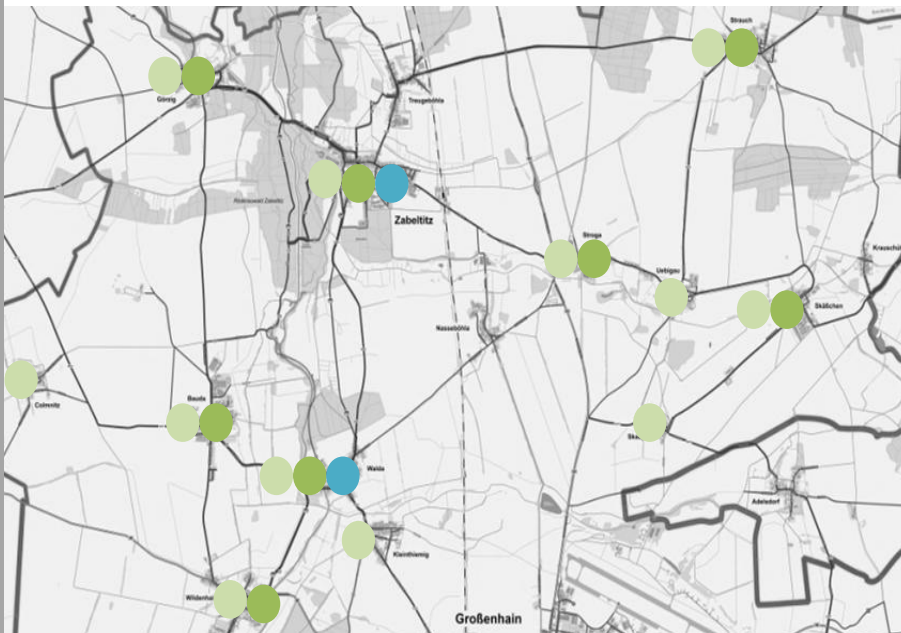 Strauch
Görzig
Treugeböhla
Zabeltitz
Stroga
Uebigau
Skäßchen
Nasseböhla
Colmnitz
Bauda
Walda
Adelsdorf
Kleinthiemig
Großenhain